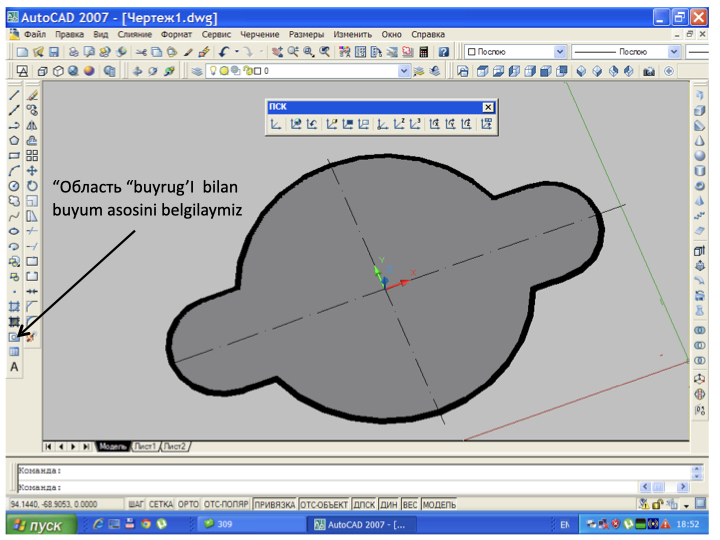 AutoCAD 2007 - [Чертеж1.dwg]
Файл Правка Вид Слияние Формат Сервис Черчение Размеры Изменить Окно Справка
Послою Послою
0
ПСК
“Область “buyrug’I bilan
buyum asosini belgilaymiz
Y
X
A
Модель Лист1 Лист2
Команда:
Команда:
94.1440, -68.9053, 0.0000 ШАГ СЕТКА ОРТО ОТС-ПОЛЯР ПРИВЯЗКА ОТС-ОБЪЕКТ ДПСК ДИН ВЕС МОДЕЛЬ
пуск 309 AutoCAD 2007 - [... EN 18:52